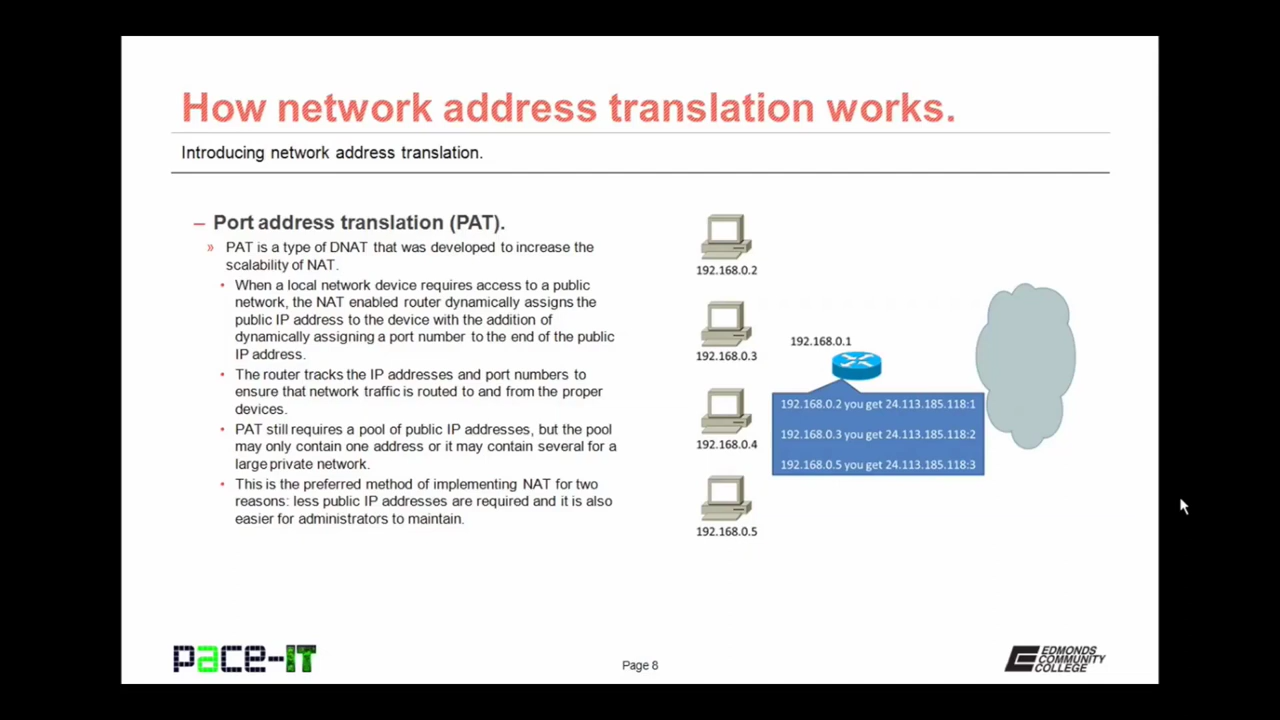 How network address translation works.
Introducing network address translation.
– Port address translation (PAT).
» PAT is a type of DNAT that was developed to increase the
scalability of NAT.
• When a local network device requires access to a public
network, the NAT enabled router dynamically assigns the
public IP address to the device with the addition of
dynamically assigning a port number to the end of the public
IP address.
• The router tracks the IP addresses and port numbers to
ensure that network traffic is routed to and from the proper
devices.
• PAT still requires a pool of public IP addresses, but the pool
may only contain one address or it may contain several for a
large private network.
• This is the preferred method of implementing NAT for two
reasons: less public IP addresses are required and it is also
easier for administrators to maintain.
192.168.0.2
192.168.0.3
192.168.0.4
192.168.0.5
192.168.0.1
192.168.0.2 you get 24.113.185.118:1
192.168.0.3 you get 24.113.185.118:2
192.168.0.5 you get 24.113.185.118:3
pace-IT
Page 8
EDMONDS
COMMUNITY
COLLEGE